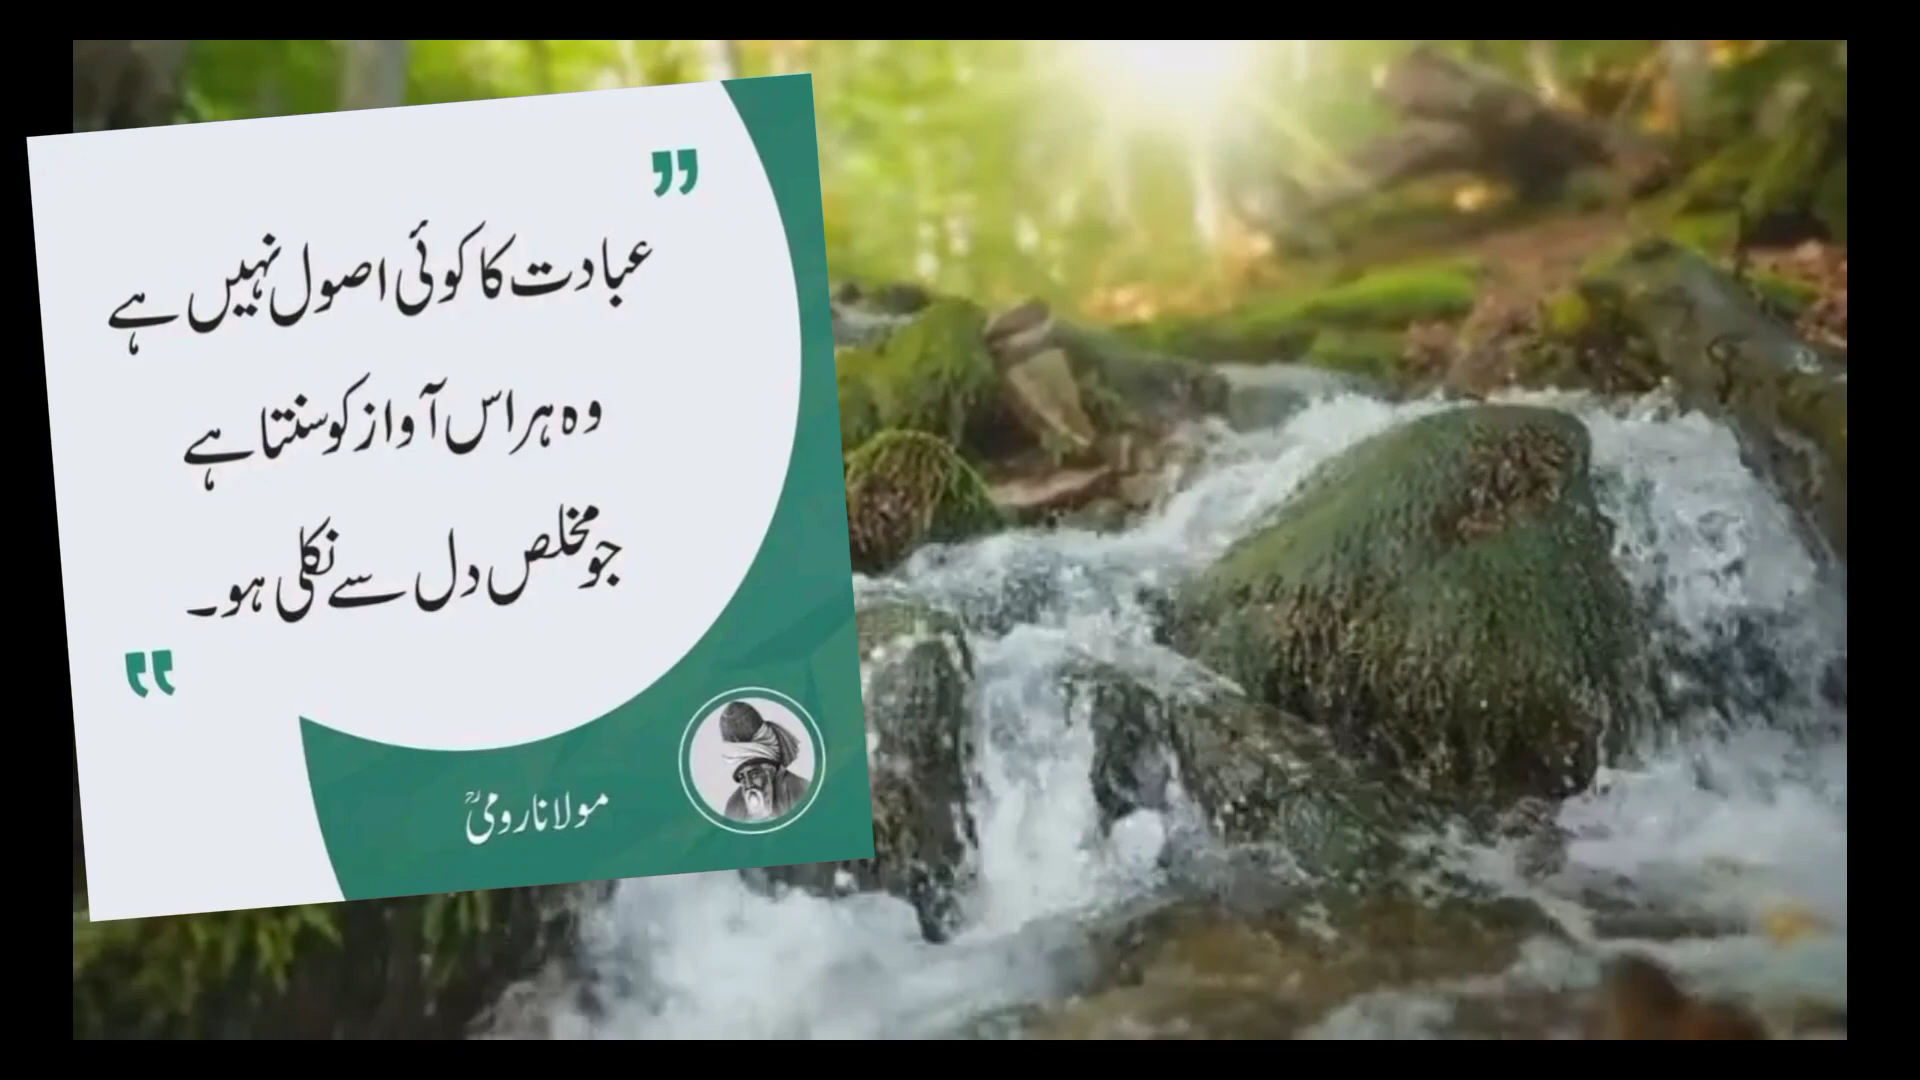 ”
عبادت کا کوئی اصول نہیں ہے
وہ ہر اس آواز کو سنتا ہے
جو مخلص دل سے نکلی ہو۔
“
مولانا رومیؒ